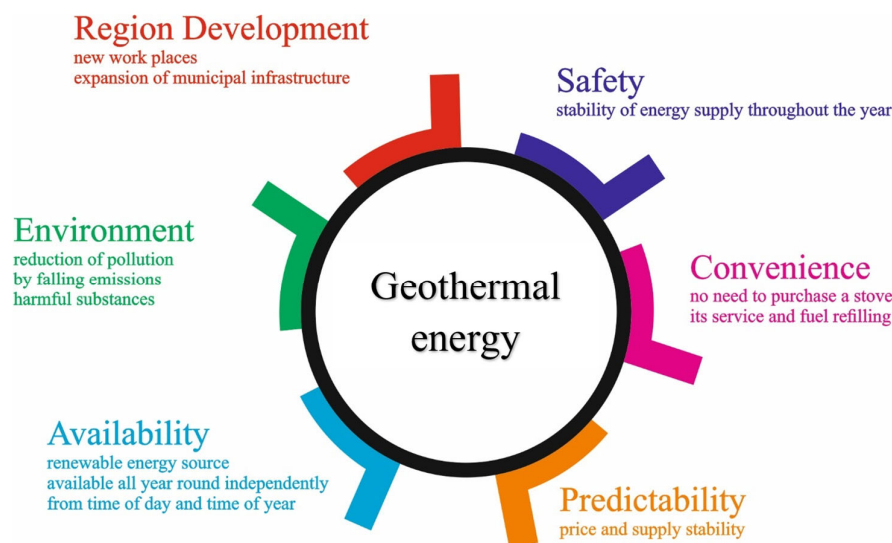 Region Development
new work places
expansion of municipal infrastructure
Safety
stability of energy supply throughout the year
Environment
reduction of pollution
by falling emissions
harmful substances
Convenience
no need to purchase a stove
its service and fuel refilling
Geothermal
energy
Availability
renewable energy source
available all year round independently
from time of day and time of year
Predictability
price and supply stability